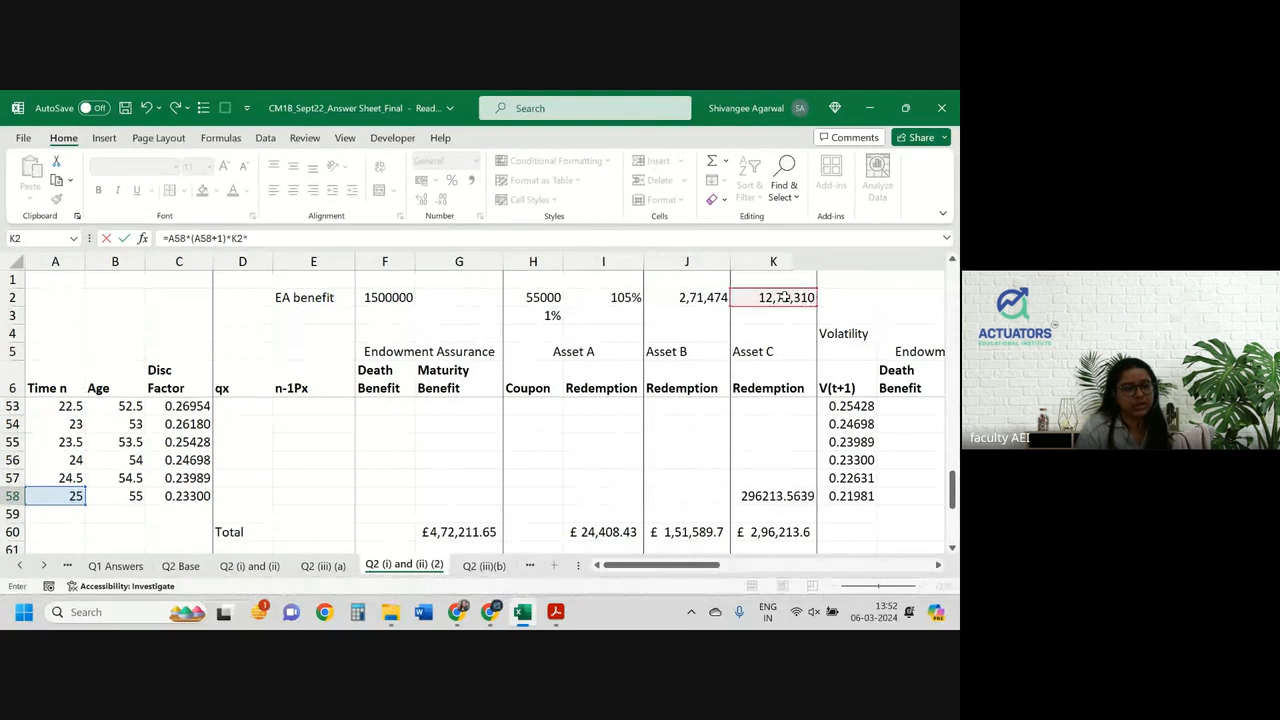 AutoSave Off CM1B_Sept22_Answer Sheet_Final - Read... Search Shivangee Agarwal SA
File Home Insert Page Layout Formulas Data Review View Developer Help Comments Share
Paste 11 A A General Conditional Formatting Insert
B I U A % Format as Table Delete Sort & Filter Find & Select Add-ins Analyze Data
Cell Styles Format
Clipboard Font Alignment Number Styles Cells Editing Add-ins
K2 fx =A58*(A58+1)*K2*
A B C D E F G H I J K
1
2 EA benefit 1500000 55000 105% 2,71,474
3 1%
4 Volatility
5 Endowment Assurance Asset A Asset B Asset C Endowm
Disc Death Maturity Death
6 Time n Age Factor qx n-1Px Benefit Benefit Coupon Redemption Redemption Redemption V(t+1) Benefit
53 22.5 52.5 0.26954 0.25428
54 23 53 0.26180 0.24698
55 23.5 53.5 0.25428 0.23989
56 24 54 0.24698 0.23300
57 24.5 54.5 0.23989 0.22631
58 25 55 0.23300 296213.5639 0.21981
59
60 Total £4,72,211.65 £ 24,408.43 £ 1,51,589.7 £ 2,96,213.6
61
Q1 Answers Q2 Base Q2 (i) and (ii) Q2 (iii) (a) Q2 (i) and (ii) (2) Q2 (iii)(b)
Enter Accessibility: Investigate
Search ENG IN 13:52 06-03-2024
ACTUATORS
EDUCATIONAL INSTITUTE
faculty AEI